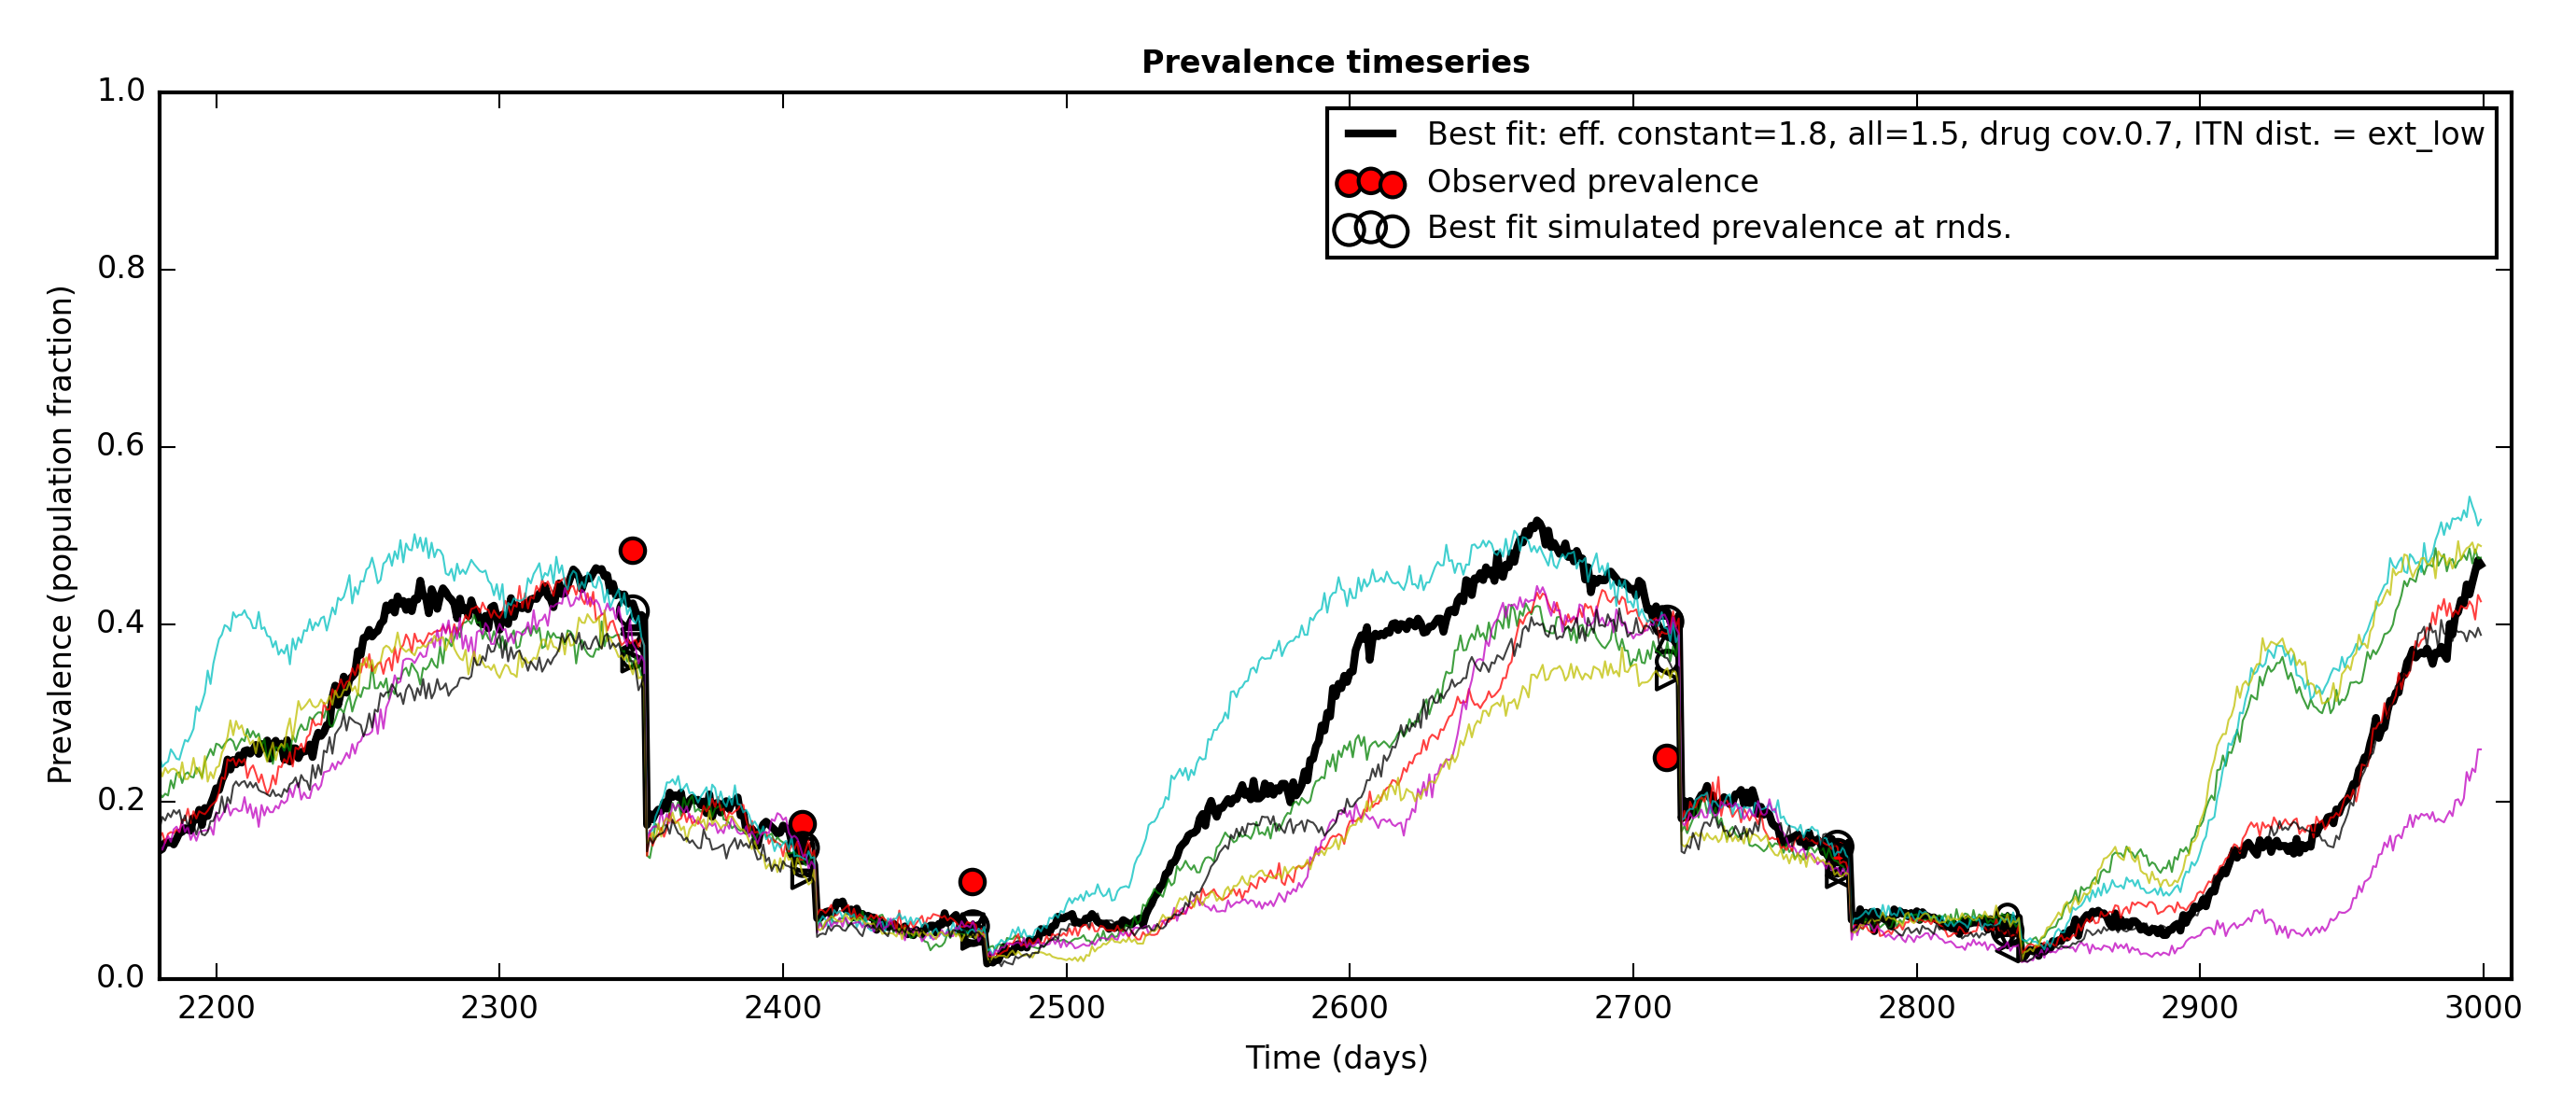 Prevalence timeseries
1.0
0.8
0.6
0.4
0.2
0.0
Prevalence (population fraction)
Best fit: eff. constant=1.8, all=1.5, drug cov.0.7, ITN dist. = ext_low
Observed prevalence
Best fit simulated prevalence at rnds.
2200 2300 2400 2500 2600 2700 2800 2900 3000
Time (days)